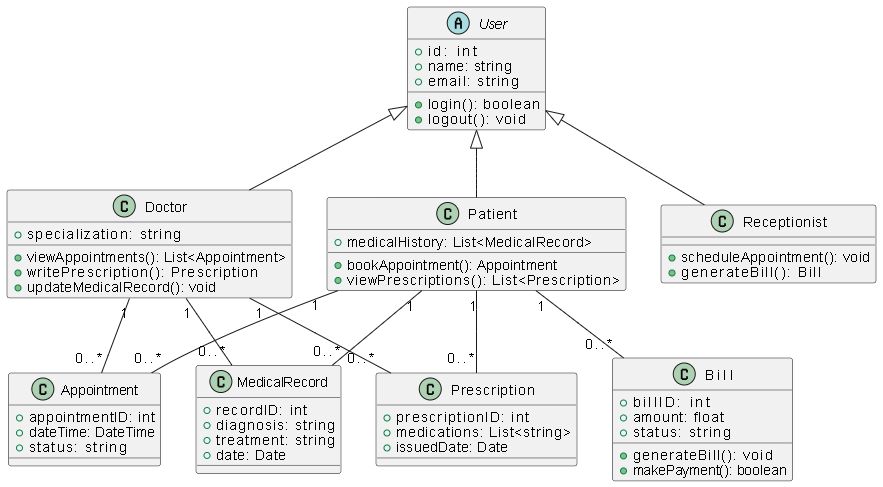 A User
id: int
name: string
email: string
login(): boolean
logout(): void
C Doctor
specialization: string
viewAppointments(): List<Appointment>
writePrescription(): Prescription
updateMedicalRecord(): void
C Patient
medicalHistory: List<MedicalRecord>
bookAppointment(): Appointment
viewPrescriptions(): List<Prescription>
C Receptionist
scheduleAppointment(): void
generateBill(): Bill
1 1 1 1 1 1 1
0..* 0..* 0..* 0..* 0..* 0..*
C Appointment
appointmentID: int
dateTime: DateTime
status: string
C MedicalRecord
recordID: int
diagnosis: string
treatment: string
date: Date
C Prescription
prescriptionID: int
medications: List<string>
issuedDate: Date
C Bill
billID: int
amount: float
status: string
generateBill(): void
makePayment(): boolean